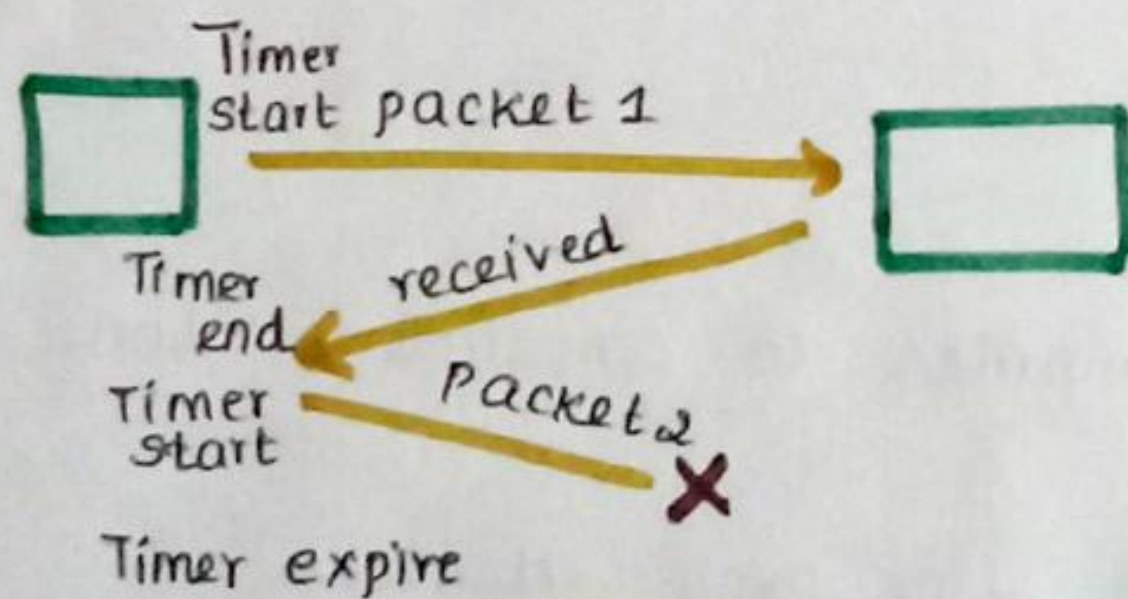 Timer
start packet 1
received
Timer
end
packet 2
Timer
start
Timer expire